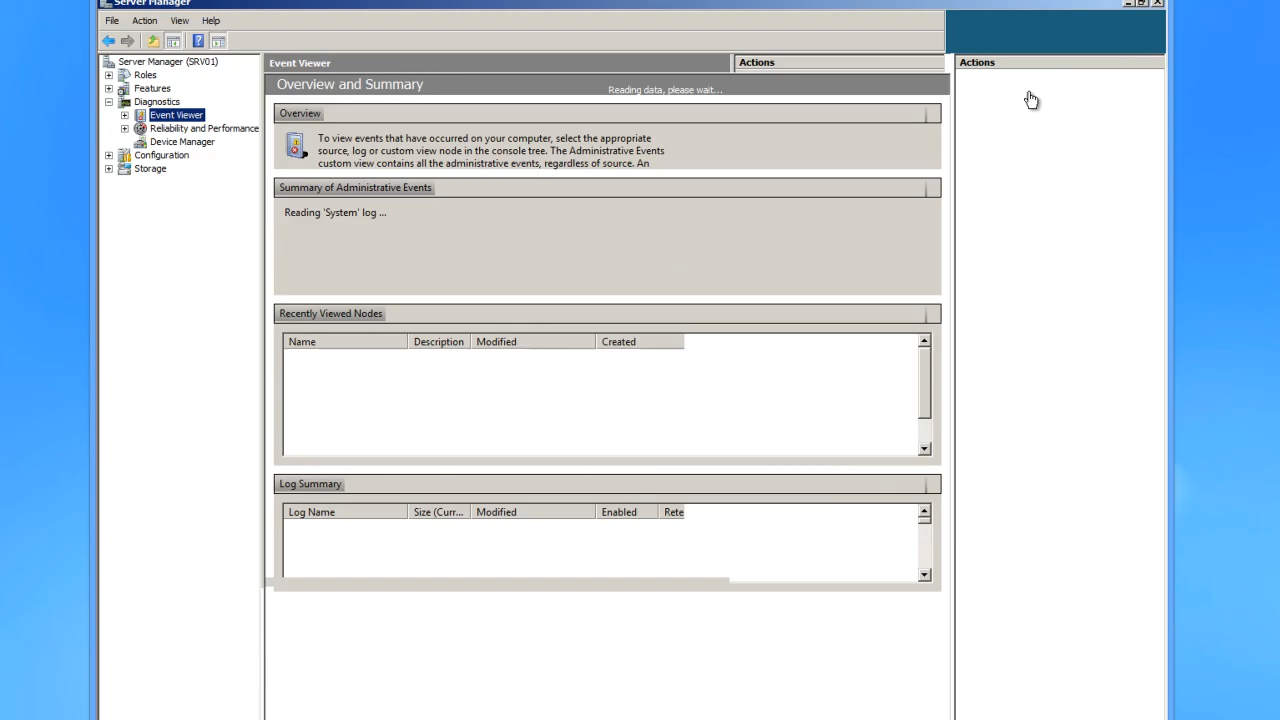 Server Manager
File Action View Help
Server Manager (SRV01)
Roles
Features
Diagnostics
Event Viewer
Reliability and Performance
Device Manager
Configuration
Storage
Event Viewer
Actions
Actions
Overview and Summary
Reading data, please wait...
Overview
To view events that have occurred on your computer, select the appropriate
source, log or custom view node in the console tree. The Administrative Events
custom view contains all the administrative events, regardless of source. An
Summary of Administrative Events
Reading 'System' log ...
Recently Viewed Nodes
Name Description Modified Created
Log Summary
Log Name Size (Curr... Modified Enabled Rete